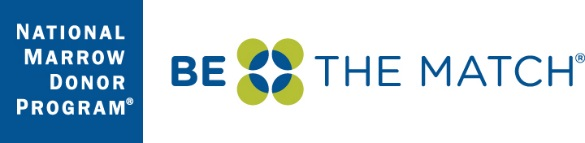 NATIONAL
MARROW
DONOR
PROGRAM®
BE THE MATCH®